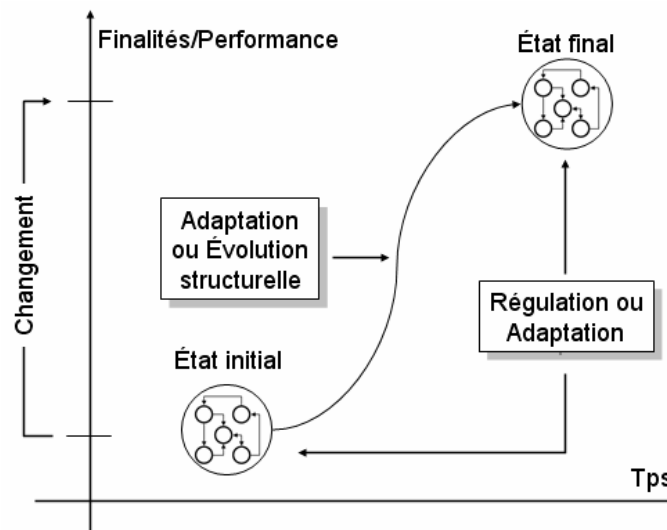 Finalités/Performance
État final
Adaptation
ou Évolution
structurelle
Changement
Régulation ou
Adaptation
État initial
Tps